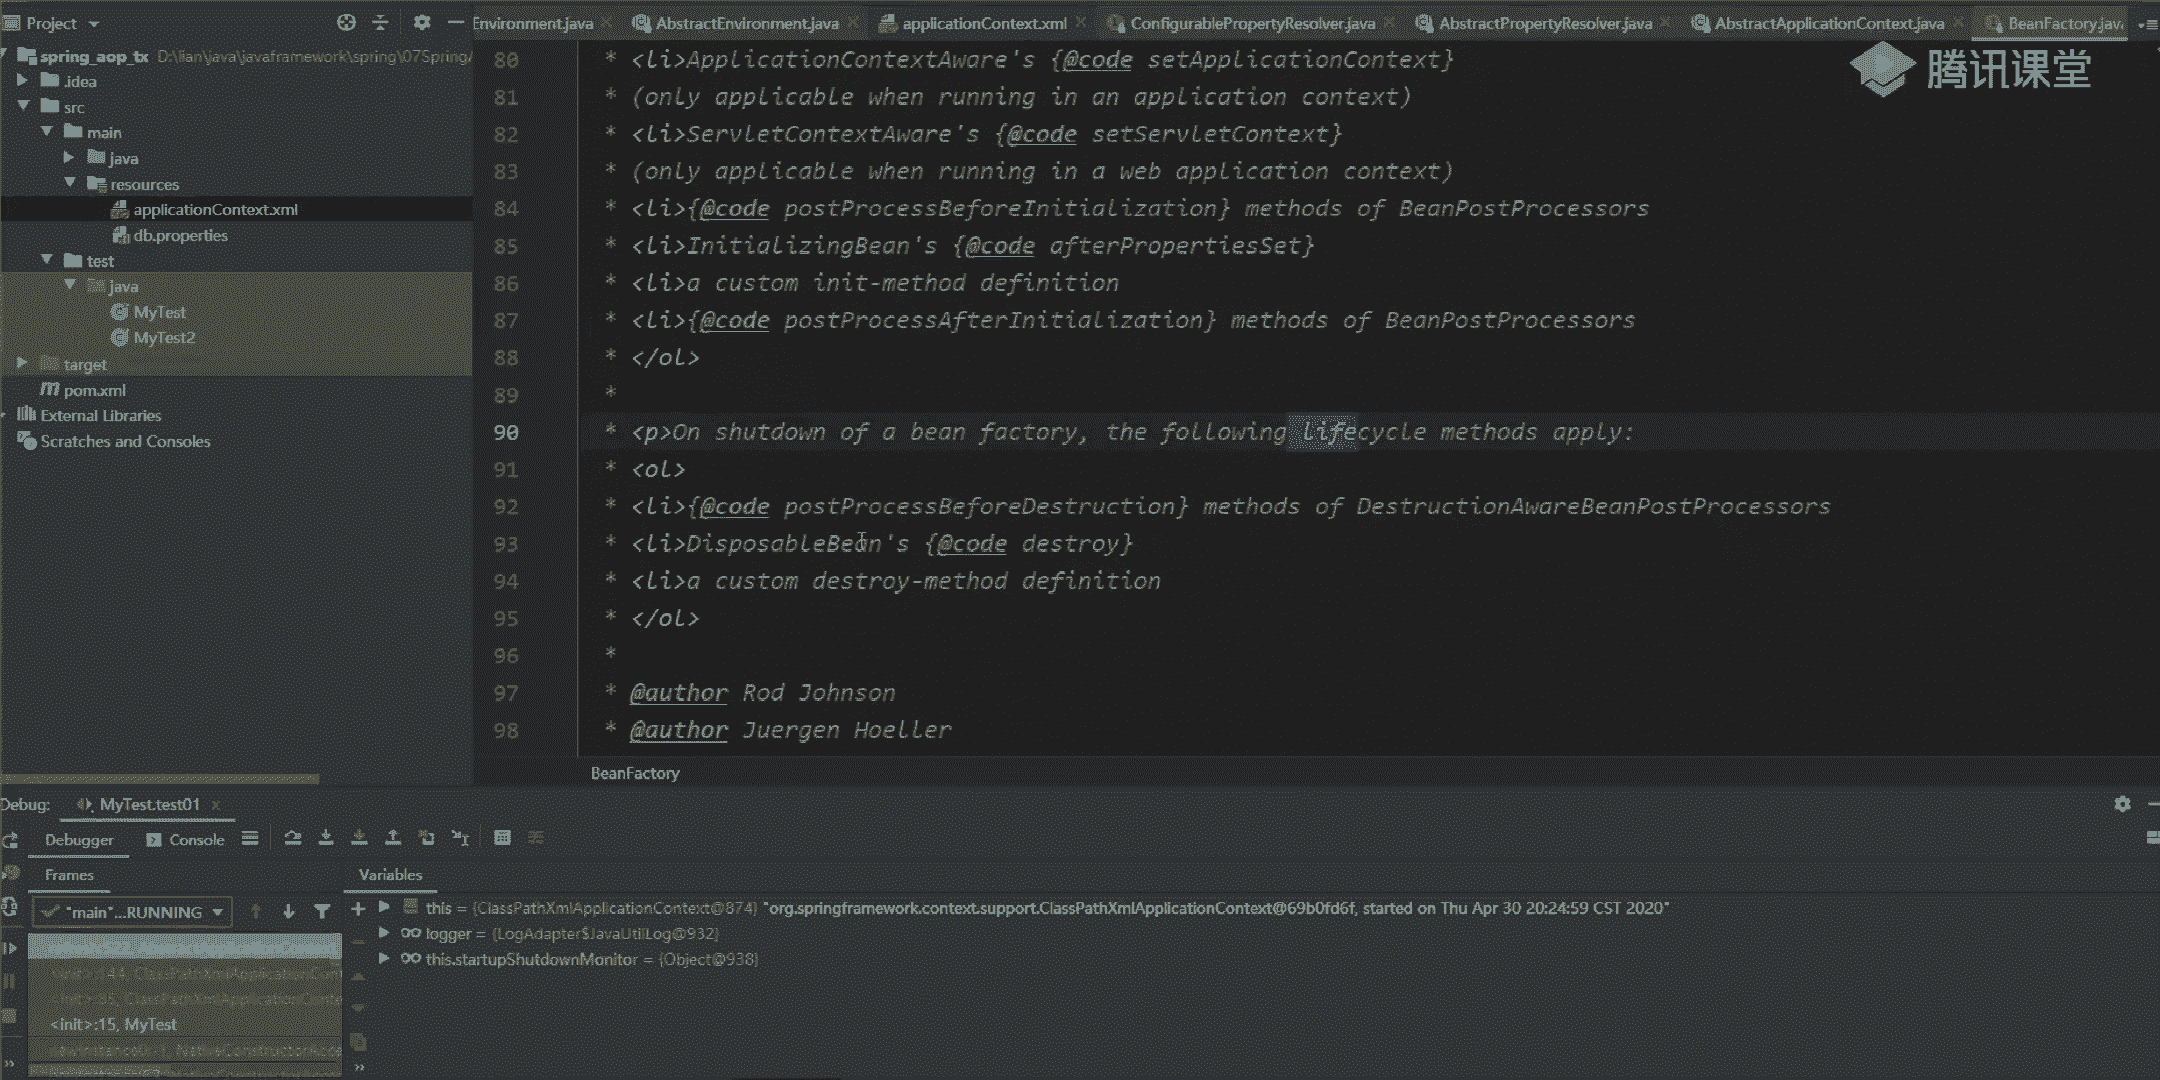 Project
Environment.java
AbstractEnvironment.java
applicationContext.xml
ConfigurablePropertyResolver.java
AbstractPropertyResolver.java
AbstractApplicationContext.java
BeanFactory.java
腾讯课堂
spring_aop_tx D:\lian\java\javaframework\spring\07Spring/
.idea
src
main
java
resources
applicationContext.xml
db.properties
test
java
MyTest
MyTest2
target
pom.xml
External Libraries
Scratches and Consoles
80 * <li>ApplicationContextAware's {@code setApplicationContext}
81 * (only applicable when running in an application context)
82 * <li>ServletContextAware's {@code setServletContext}
83 * (only applicable when running in a web application context)
84 * <li>{@code postProcessBeforeInitialization} methods of BeanPostProcessors
85 * <li>InitializingBean's {@code afterPropertiesSet}
86 * <li>a custom init-method definition
87 * <li>{@code postProcessAfterInitialization} methods of BeanPostProcessors
88 * </ol>
89 *
90 * <p>On shutdown of a bean factory, the following lifecycle methods apply:
91 * <ol>
92 * <li>{@code postProcessBeforeDestruction} methods of DestructionAwareBeanPostProcessors
93 * <li>DisposableBean's {@code destroy}
94 * <li>a custom destroy-method definition
95 * </ol>
96 *
97 * @author Rod Johnson
98 * @author Juergen Hoeller
BeanFactory
Debug: MyTest.test01
Debugger Console
Frames Variables
"main"...RUNNING
this = {ClassPathXmlApplicationContext@874} "org.springframework.context.support.ClassPathXmlApplicationContext@69b0fd6f, started on Thu Apr 30 20:24:59 CST 2020"
logger = {LogAdapter$JavaUtilLog@932}
this.startupShutdownMonitor = {Object@938}
<init>:15, MyTest